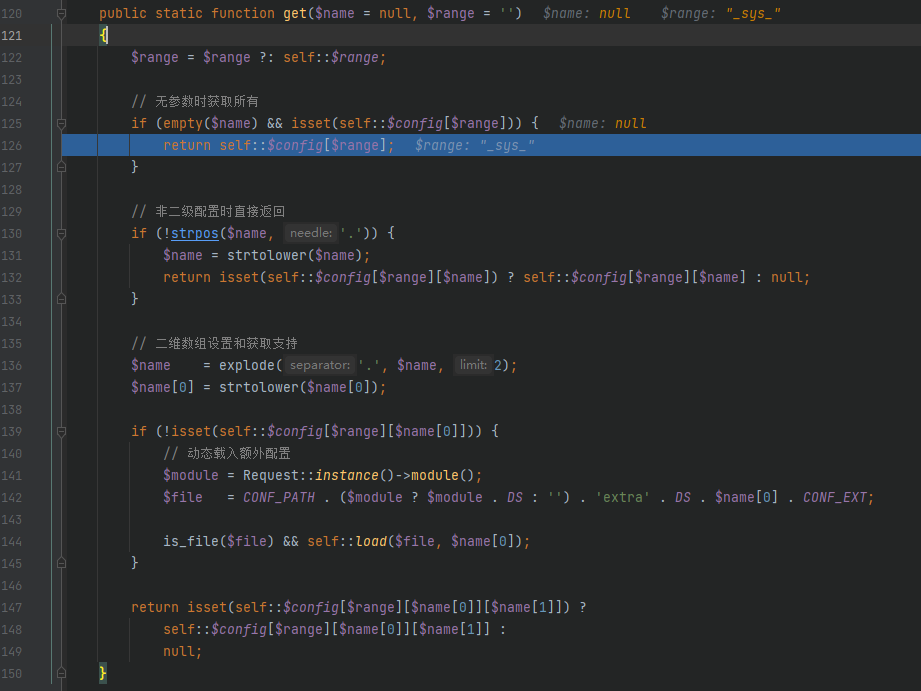 120 public static function get($name = null, $range = '') $name: null $range: "_sys_"
121 {
122 $range = $range ?: self::$range;
123
124 // 无参数时获取所有
125 if (empty($name) && isset(self::$config[$range])) { $name: null
126 return self::$config[$range]; $range: "_sys_"
127 }
128
129 // 非二级配置时直接返回
130 if (!strpos($name, needle: '.')) {
131 $name = strtolower($name);
132 return isset(self::$config[$range][$name]) ? self::$config[$range][$name] : null;
133 }
134
135 // 二维数组设置和获取支持
136 $name = explode( separator: '.', $name, limit: 2);
137 $name[0] = strtolower($name[0]);
138
139 if (!isset(self::$config[$range][$name[0]])) {
140 // 动态载入额外配置
141 $module = Request::instance()->module();
142 $file = CONF_PATH . ($module ? $module . DS : '') . 'extra' . DS . $name[0] . CONF_EXT;
143
144 is_file($file) && self::load($file, $name[0]);
145 }
146
147 return isset(self::$config[$range][$name[0]][$name[1]]) ?
148 self::$config[$range][$name[0]][$name[1]] :
149 null;
150 }